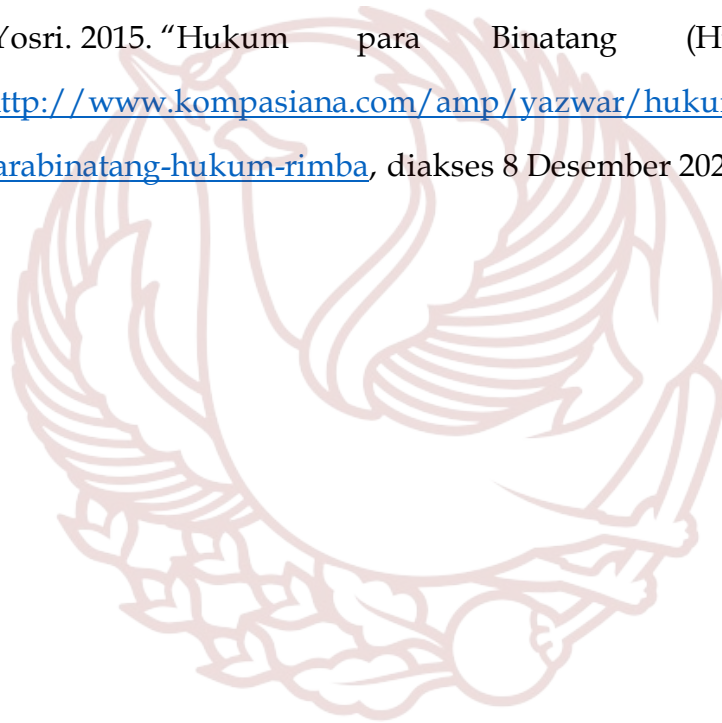 Yosri. 2015. “Hukum para Binatang (H
ttp://www.kompasiana.com/amp/yazwar/huku
arabinatang-hukum-rimba, diakses 8 Desember 202